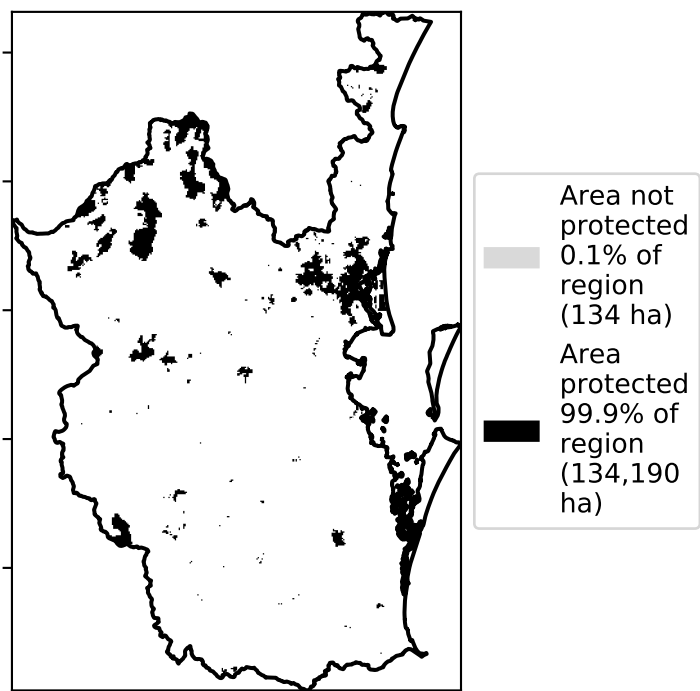 Area not
protected
0.1% of
region
(134 ha)
Area
protected
99.9% of
region
(134,190
ha)